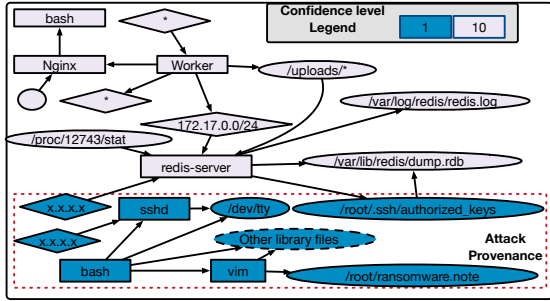 Confidence level
Legend
1
10
bash
*
Nginx
Worker
/uploads/*
*
172.17.0.0/24
/var/log/redis/redis.log
/proc/12743/stat
redis-server
/var/lib/redis/dump.rdb
x.x.x.x
sshd
/dev/tty
/root/.ssh/authorized_keys
x.x.x.x
Other library files
Attack
Provenance
bash
vim
/root/ransomware.note